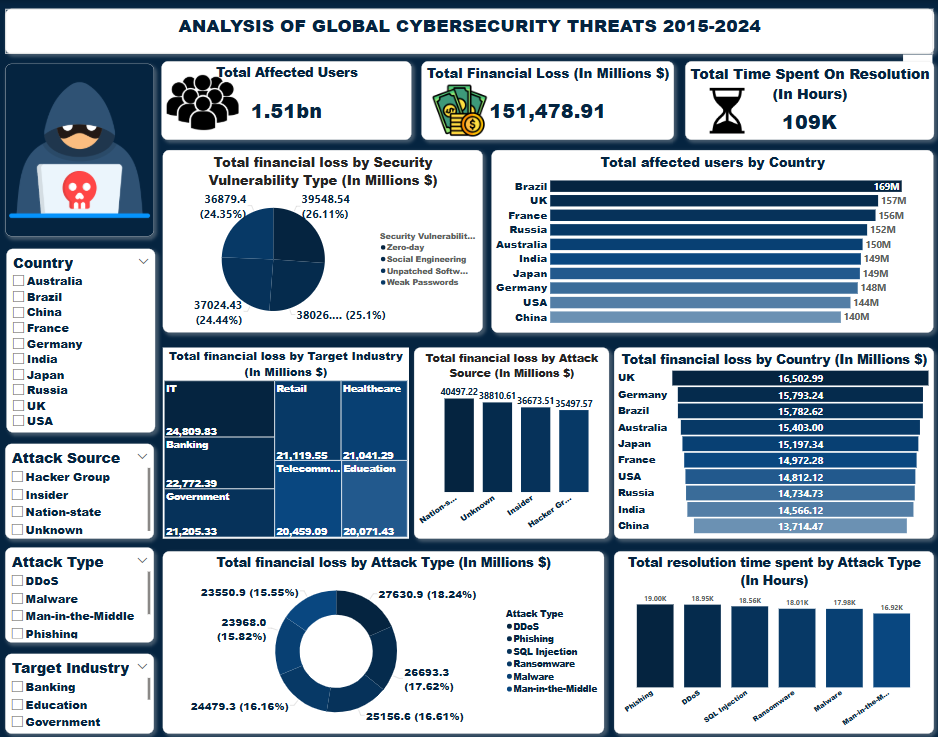 ANALYSIS OF GLOBAL CYBERSECURITY THREATS 2015-2024
Total Affected Users
1.51bn
Total Financial Loss (In Millions $)
151,478.91
Total Time Spent On Resolution
(In Hours)
109K
Country
Australia
Brazil
China
France
Germany
India
Japan
Russia
UK
USA
Attack Source
Hacker Group
Insider
Nation-state
Unknown
Attack Type
DDoS
Malware
Man-in-the-Middle
Phishing
Target Industry
Banking
Education
Government
Total financial loss by Security
Vulnerability Type (In Millions $)
36879.4
(24.35%)
39548.54
(26.11%)
37024.43
(24.44%)
38026.... (25.1%)
Security Vulnerabilit...
Zero-day
Social Engineering
Unpatched Softw...
Weak Passwords
Total affected users by Country
Brazil 169M
UK 157M
France 156M
Russia 152M
Australia 150M
India 149M
Japan 149M
Germany 148M
USA 144M
China 140M
Total financial loss by Target Industry
(In Millions $)
IT
24,809.83
Banking
22,772.39
Government
21,205.33
Retail
21,119.55
Healthcare
21,041.29
Telecomm...
20,459.09
Education
20,071.43
Total financial loss by Attack
Source (In Millions $)
40497.22 38810.61 36673.51 35497.57
Nation-s... Unknown Insider Hacker Gr...
Total financial loss by Country (In Millions $)
UK 16,502.99
Germany 15,793.24
Brazil 15,782.62
Australia 15,403.00
Japan 15,197.34
France 14,972.28
USA 14,812.12
Russia 14,734.73
India 14,566.12
China 13,714.47
Total financial loss by Attack Type (In Millions $)
23550.9 (15.55%)
27630.9 (18.24%)
23968.0
(15.82%)
26693.3
(17.62%)
24479.3 (16.16%)
25156.6 (16.61%)
Attack Type
DDoS
Phishing
SQL Injection
Ransomware
Malware
Man-in-the-Middle
Total resolution time spent by Attack Type
(In Hours)
19.00K 18.95K 18.56K 18.01K 17.98K 16.92K
Phishing DDoS SQL Injection Ransomware Malware Man-in-the-M...